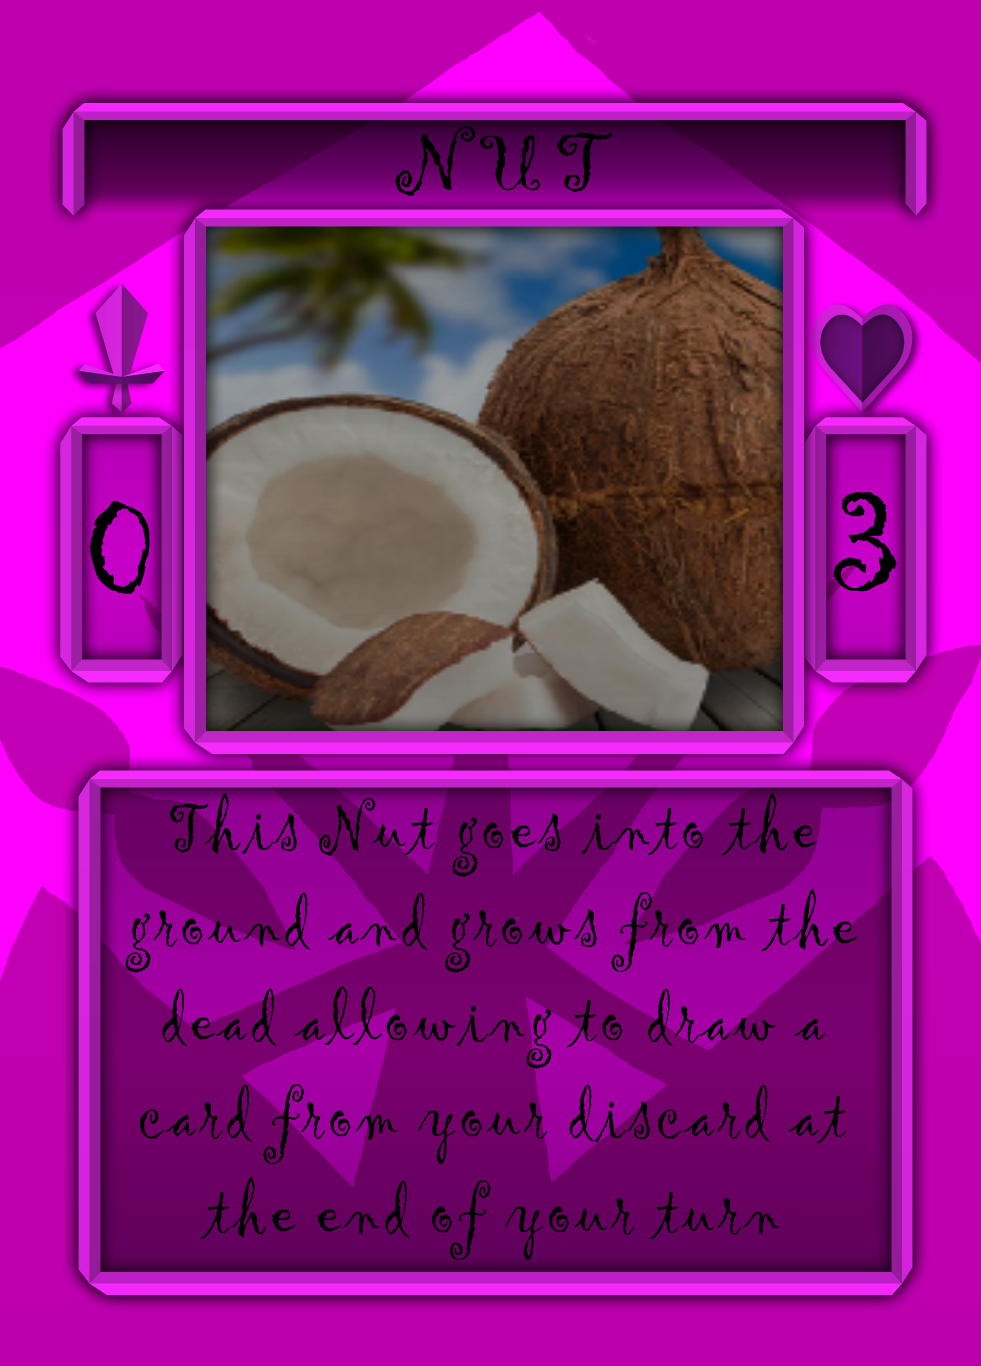 NUT
0
3
This Nut goes into the
ground and grows from the
dead allowing to draw a
card from your discard at
the end of your turn